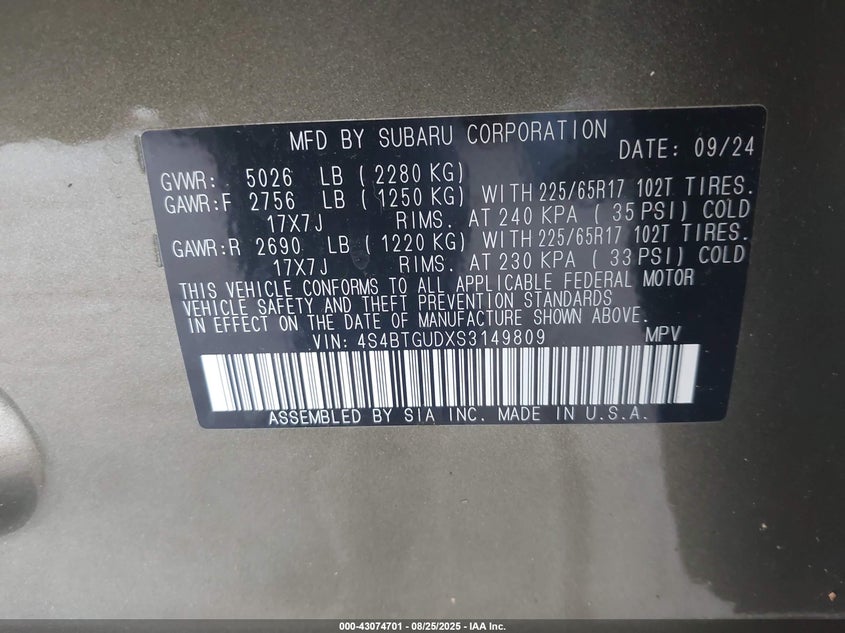 MFD BY SUBARU CORPORATION DATE: 09/24
GVWR: 5026 LB ( 2280 KG)
GAWR:F 2756 LB ( 1250 KG) WITH 225/65R17 102T TIRES.
17X7J RIMS. AT 240 KPA ( 35 PSI) COLD
GAWR:R 2690 LB ( 1220 KG) WITH 225/65R17 102T TIRES.
17X7J RIMS. AT 230 KPA ( 33 PSI) COLD
THIS VEHICLE CONFORMS TO ALL APPLICABLE FEDERAL MOTOR
VEHICLE SAFETY AND THEFT PREVENTION STANDARDS
IN EFFECT ON THE DATE OF MANUFACTURE SHOWN ABOVE.
VIN: 4S4BTGUDXS3149809 MPV
ASSEMBLED BY SIA INC. MADE IN U.S.A.
000-43074701 - 08/25/2025 - IAA Inc.